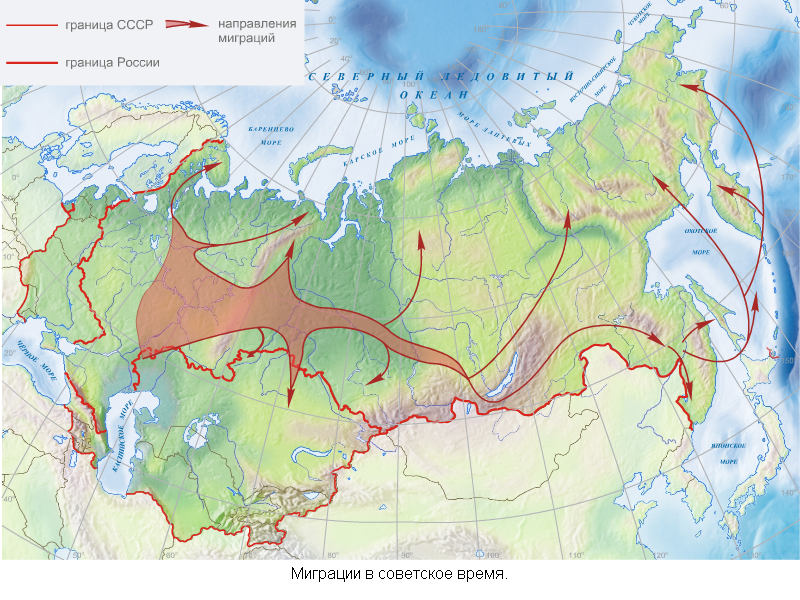 граница СССР
направления
миграций
граница России
СЕВЕРНЫЙ ЛЕДОВИТЫЙ
ОКЕАН
ЧУКОТСКОЕ
МОРЕ
ВОСТОЧНО-СИБИРСКОЕ
МОРЕ
МОРЕ ЛАПТЕВЫХ
КАРСКОЕ МОРЕ
БАРЕНЦЕВО
МОРЕ
ОХОТСКОЕ
МОРЕ
ЯПОНСКОЕ
МОРЕ
ЧЁРНОЕ МОРЕ
КАСПИЙСКОЕ МОРЕ
Миграции в советское время.